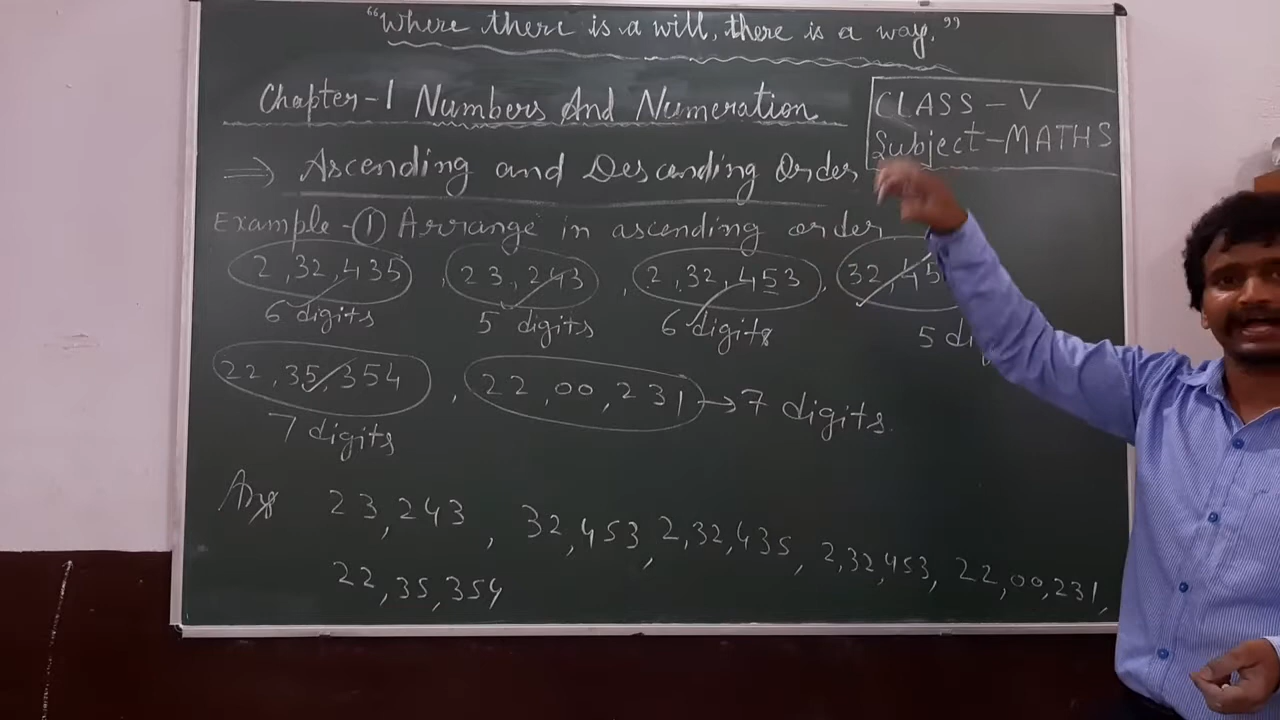 “Where there is a will, there is a way.”
Chapter-1 Numbers And Numeration
CLASS - V
Subject-MATHS
⇒ Ascending and Descending Order
Example-① Arrange in ascending order
2,32,435, 23,243, 2,32,453, 32,45
6 digits 5 digits 6 digits 5 di
22,35,354, 22,00,231 → 7 digits.
7 digits
Ans 23,243, 32,453, 2,32,435, 2,32,453, 22,00,231,
22,35,354